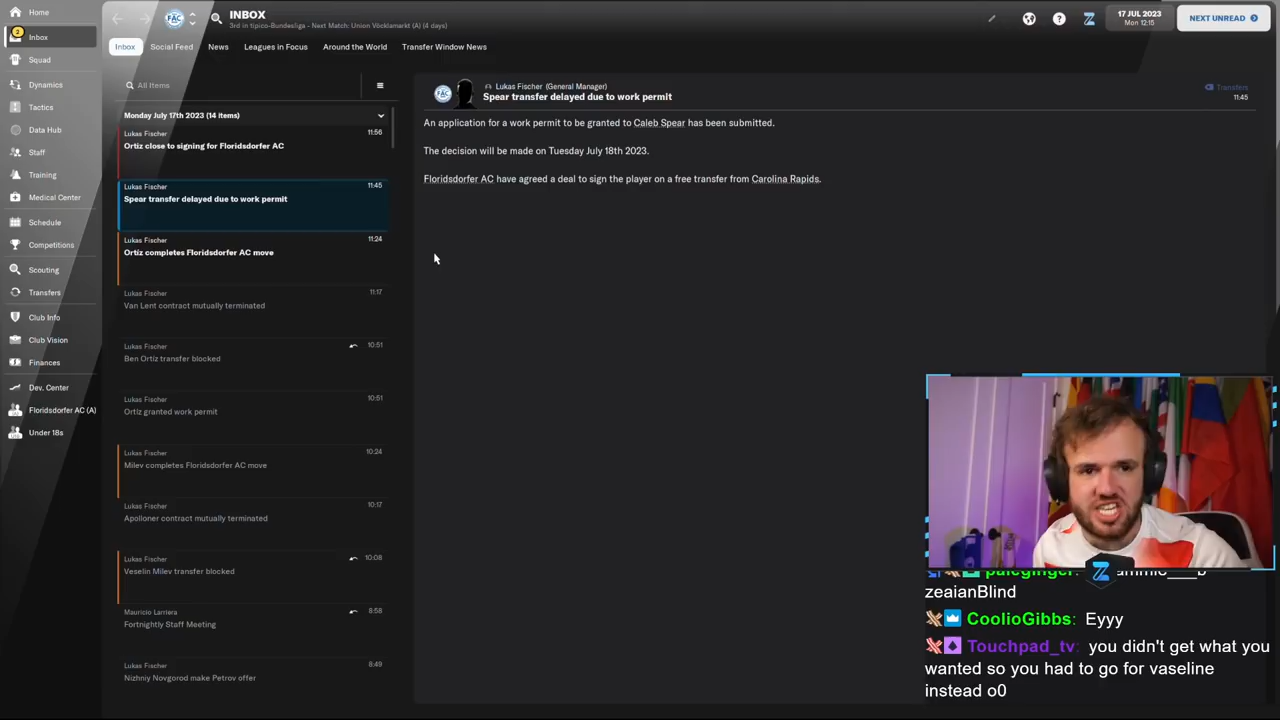 Home
2
Inbox
Squad
Dynamics
Tactics
Data Hub
Staff
Training
Medical Center
Schedule
Competitions
Scouting
Transfers
Club Info
Club Vision
Finances
Dev. Center
Floridsdorfer AC (A)
Under 18s
FAC
INBOX
3rd in tipico-Bundesliga - Next Match: Union Vöcklamarkt (A) (4 days)
17 JUL 2023
Mon 12:15
NEXT UNREAD
Inbox
Social Feed
News
Leagues in Focus
Around the World
Transfer Window News
All Items
Monday July 17th 2023 (14 items)
Lukas Fischer 11:56
Ortiz close to signing for Floridsdorfer AC
Lukas Fischer 11:45
Spear transfer delayed due to work permit
Lukas Fischer 11:24
Ortíz completes Floridsdorfer AC move
Lukas Fischer 11:17
Van Lent contract mutually terminated
Lukas Fischer 10:51
Ben Ortíz transfer blocked
Lukas Fischer 10:51
Ortíz granted work permit
Lukas Fischer 10:24
Milev completes Floridsdorfer AC move
Lukas Fischer 10:17
Apolloner contract mutually terminated
Lukas Fischer 10:08
Veselin Milev transfer blocked
Mauricio Larriera 8:58
Fortnightly Staff Meeting
Lukas Fischer 8:49
Nizhniy Novgorod make Petrov offer
FAC
Lukas Fischer (General Manager)
Spear transfer delayed due to work permit
Transfers
11:45
An application for a work permit to be granted to Caleb Spear has been submitted.
The decision will be made on Tuesday July 18th 2023.
Floridsdorfer AC have agreed a deal to sign the player on a free transfer from Carolina Rapids.
zeaianBlind
CoolioGibbs: Eyyy
Touchpad_tv: you didn't get what you
wanted so you had to go for vaseline
instead o0